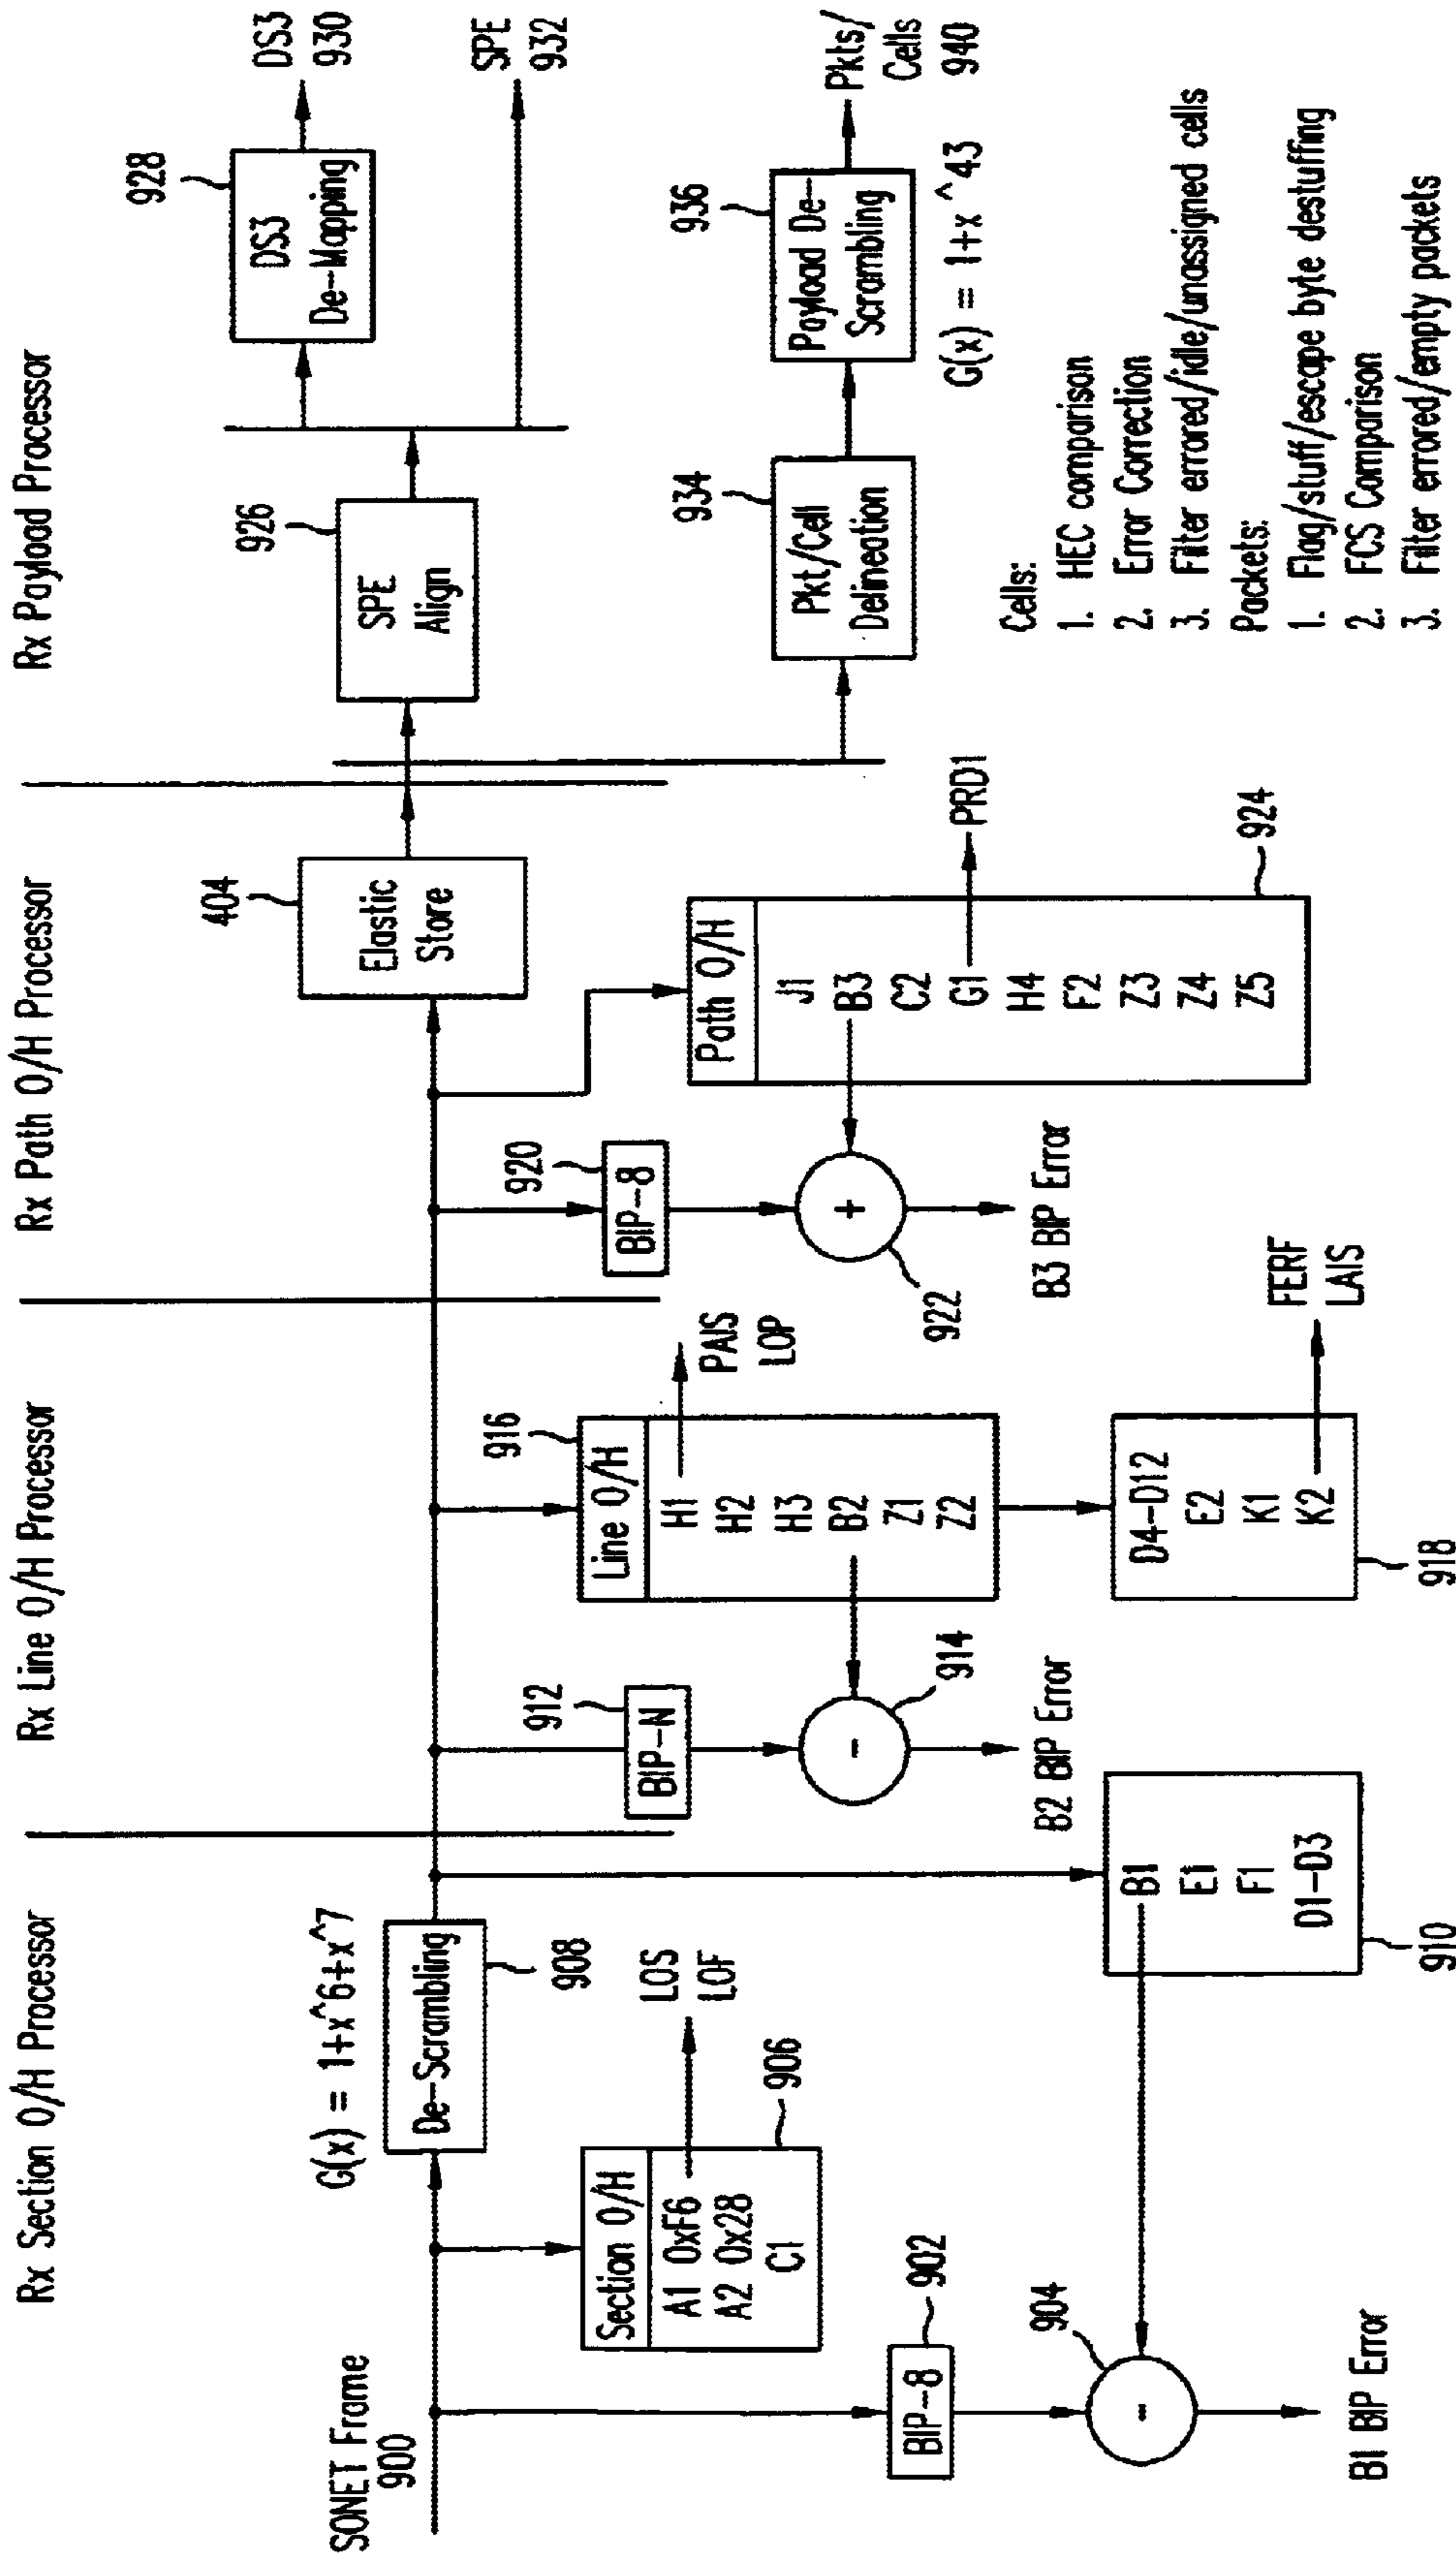 Rx Section O/H Processor
Rx Line O/H Processor
Rx Path O/H Processor
Rx Payload Processor
SONET Frame
900
G(x) = 1+x^6+x^7
De-Scrambling
908
Section O/H
A1 0xF6
A2 0x28
C1
906
LOS
LOF
BIP-8
902
-
904
B1 BIP Error
B1
E1
F1
D1-D3
910
BIP-N
912
-
914
B2 BIP Error
Line O/H
916
H1
H2
H3
B2
Z1
Z2
PAIS
LOP
D4-D12
E2
K1
K2
918
FERF
LAIS
BIP-8
920
+
922
B3 BIP Error
Elastic
Store
404
Path O/H
J1
B3
C2
G1
H4
F2
Z3
Z4
Z5
PRD1
924
SPE
Align
926
DS3
De-Mapping
928
DS3
930
SPE
932
Pkt/Cell
Delineation
934
Payload De-
Scrambling
936
G(x) = 1+x^43
Pkts/
Cells
940
Cells:
1. HEC comparison
2. Error Correction
3. Filter errored/idle/unassigned cells
Packets:
1. Flag/stuff/escape byte destuffing
2. FCS Comparison
3. Filter errored/empty packets